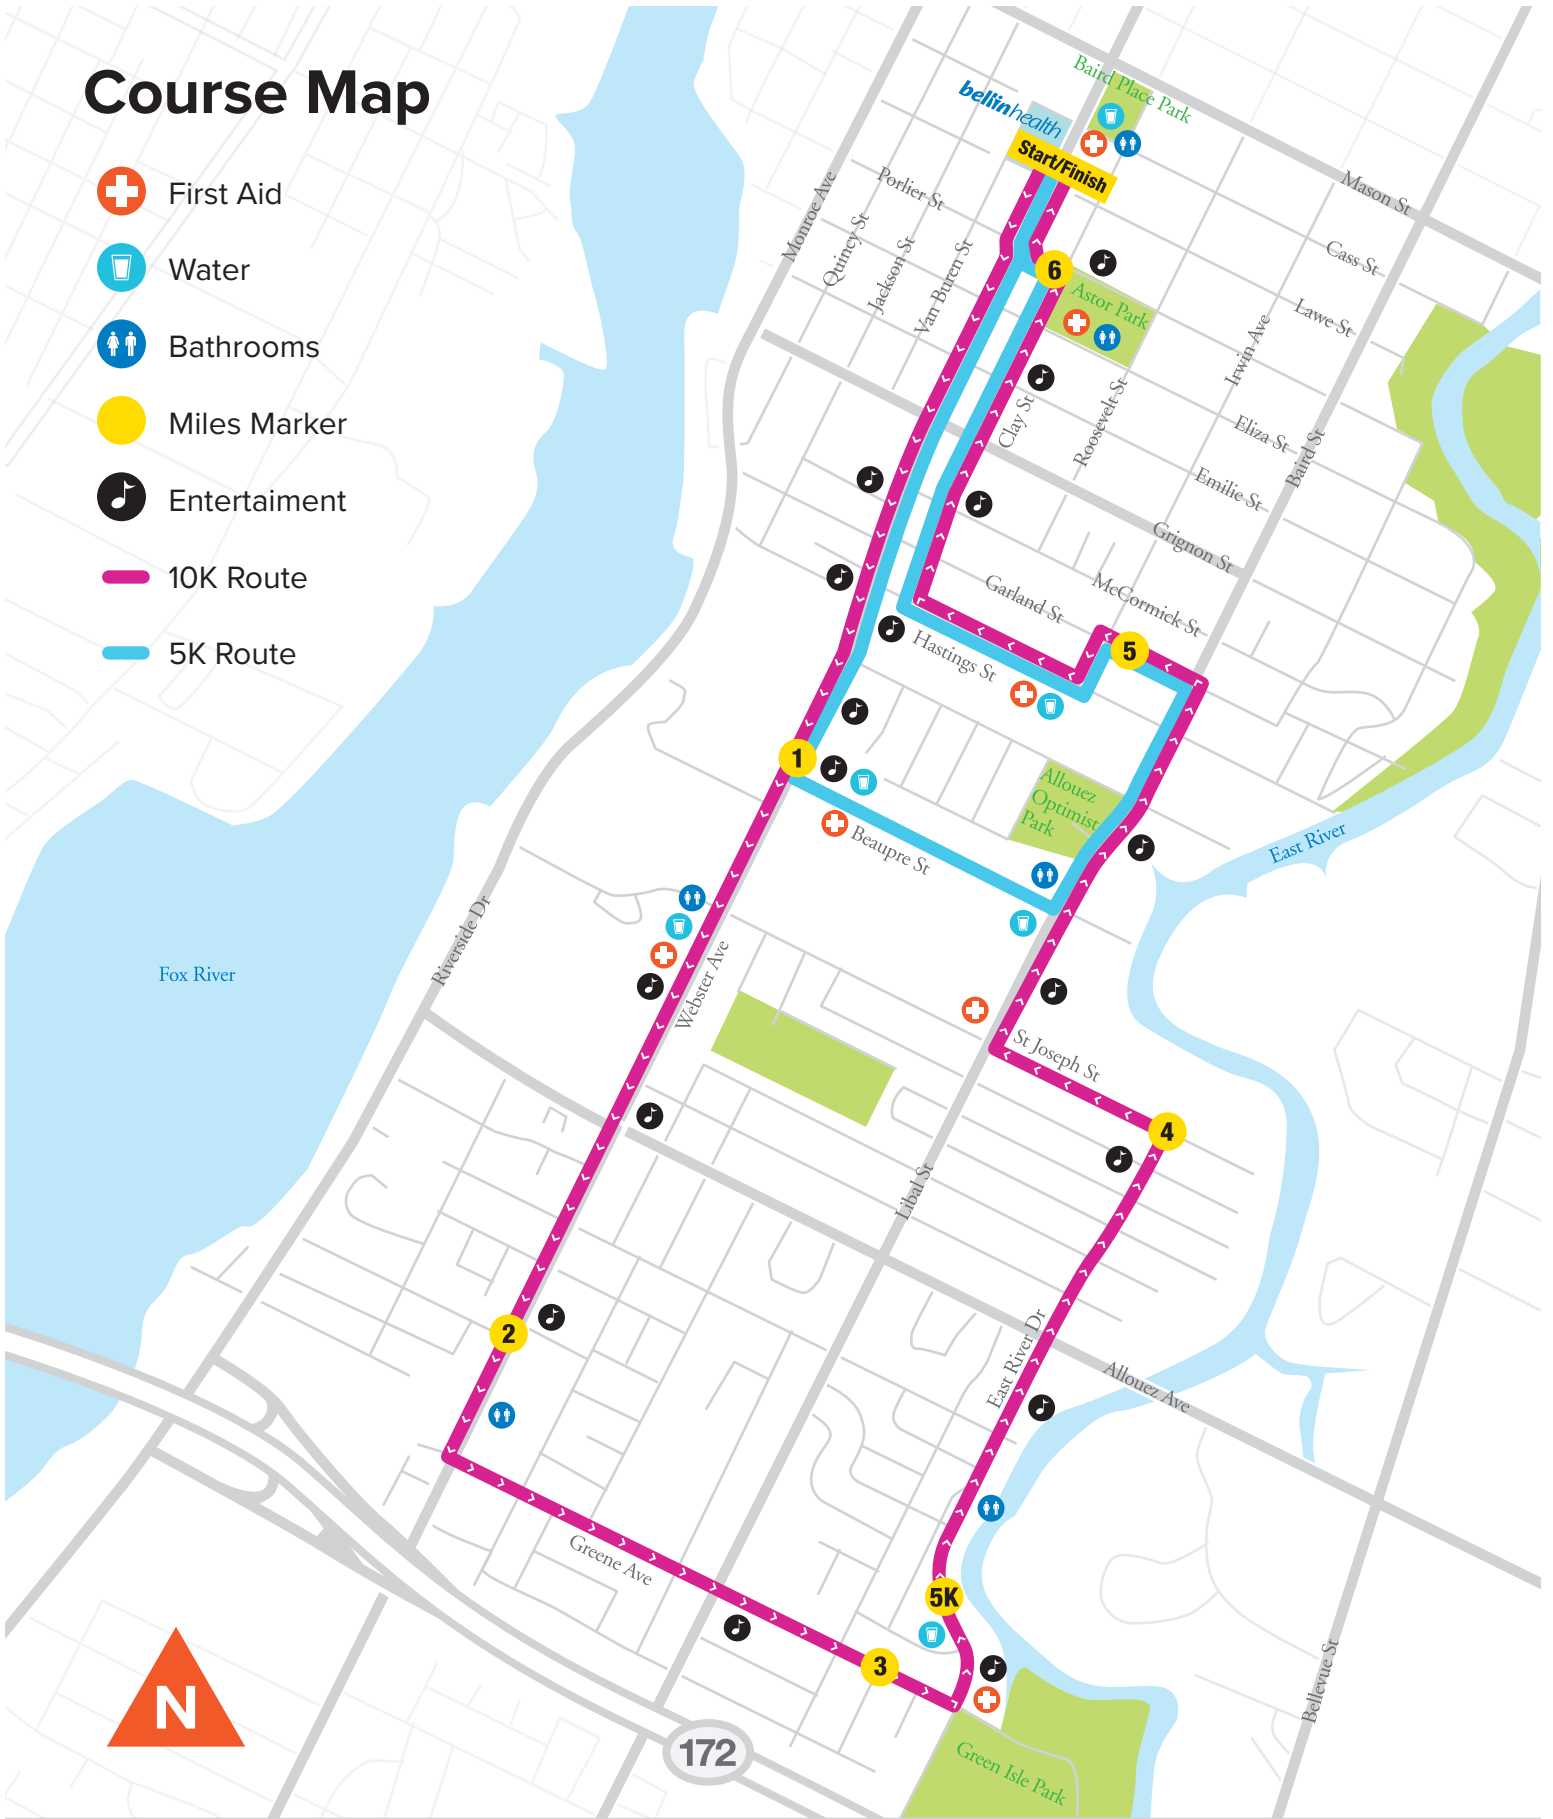 Course Map
First Aid
Water
Bathrooms
Miles Marker
Entertaiment
10K Route
5K Route
Baird Place Park
bellinhealth
Start/Finish
Mason St
Porlier St
Monroe Ave
Quincy St
Jackson St
Van Buren St
Cass St
6
Astor Park
Lawe St
Irwin Ave
Clay St
Roosevelt St
Eliza St
Baird St
Emilie St
Grignon St
McCormick St
Garland St
Hastings St
5
1
Allouez
Optimist
Park
East River
Beaupre St
Riverside Dr
Fox River
Webster Ave
St Joseph St
4
Libal St
2
East River Dr
Allouez Ave
Greene Ave
5K
3
Bellevue St
N
172
Green Isle Park